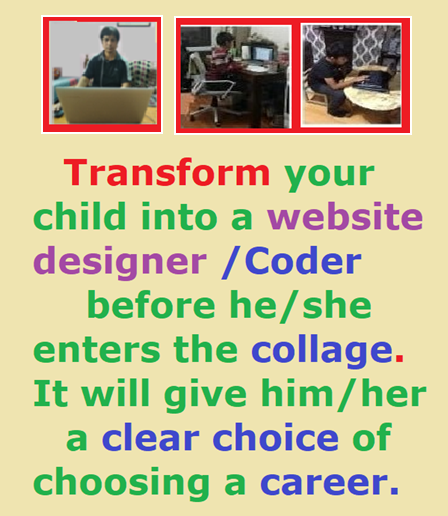 Transform your
child into a website
designer /Coder
before he/she
enters the collage.
It will give him/her
a clear choice of
choosing a career.